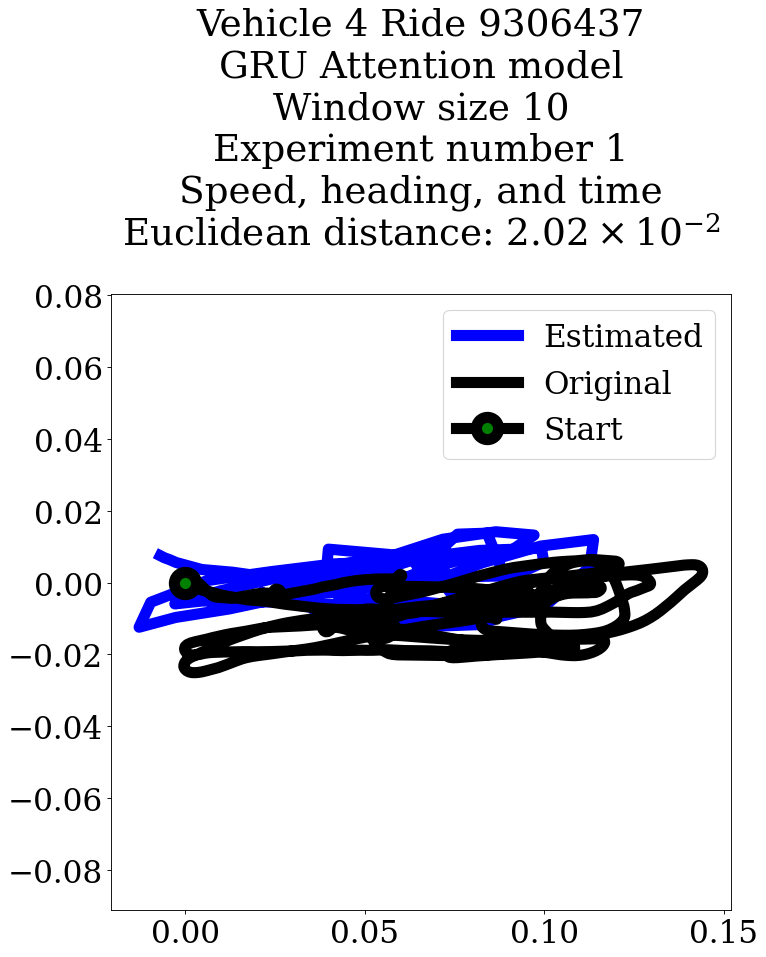 Vehicle 4 Ride 9306437
GRU Attention model
Window size 10
Experiment number 1
Speed, heading, and time
Euclidean distance: 2.02 × 10⁻²
0.08
0.06
0.04
0.02
0.00
−0.02
−0.04
−0.06
−0.08
Estimated
Original
Start
0.00 0.05 0.10 0.15